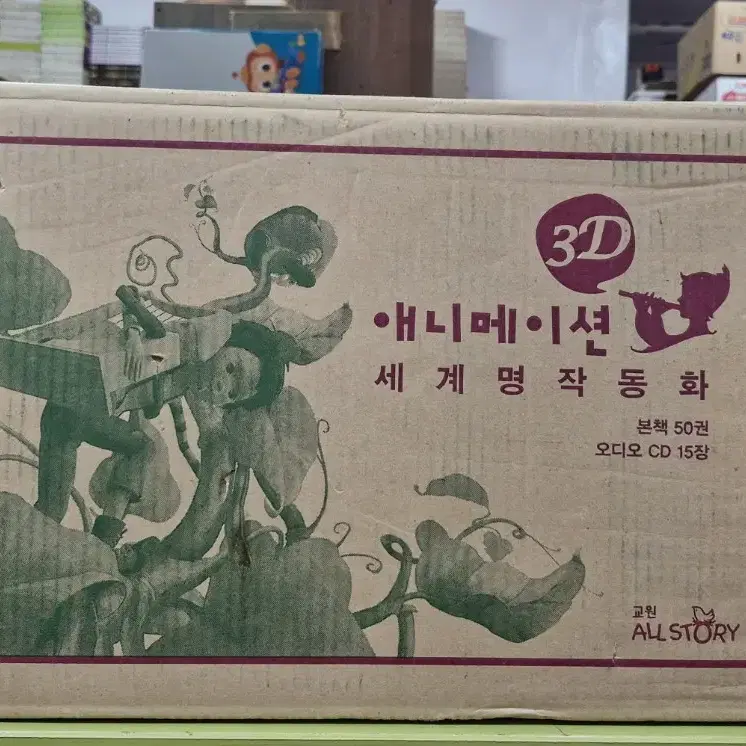 3D
애니메이션
세계명작동화
본책 50권
오디오 CD 15장
교원
ALL STORY